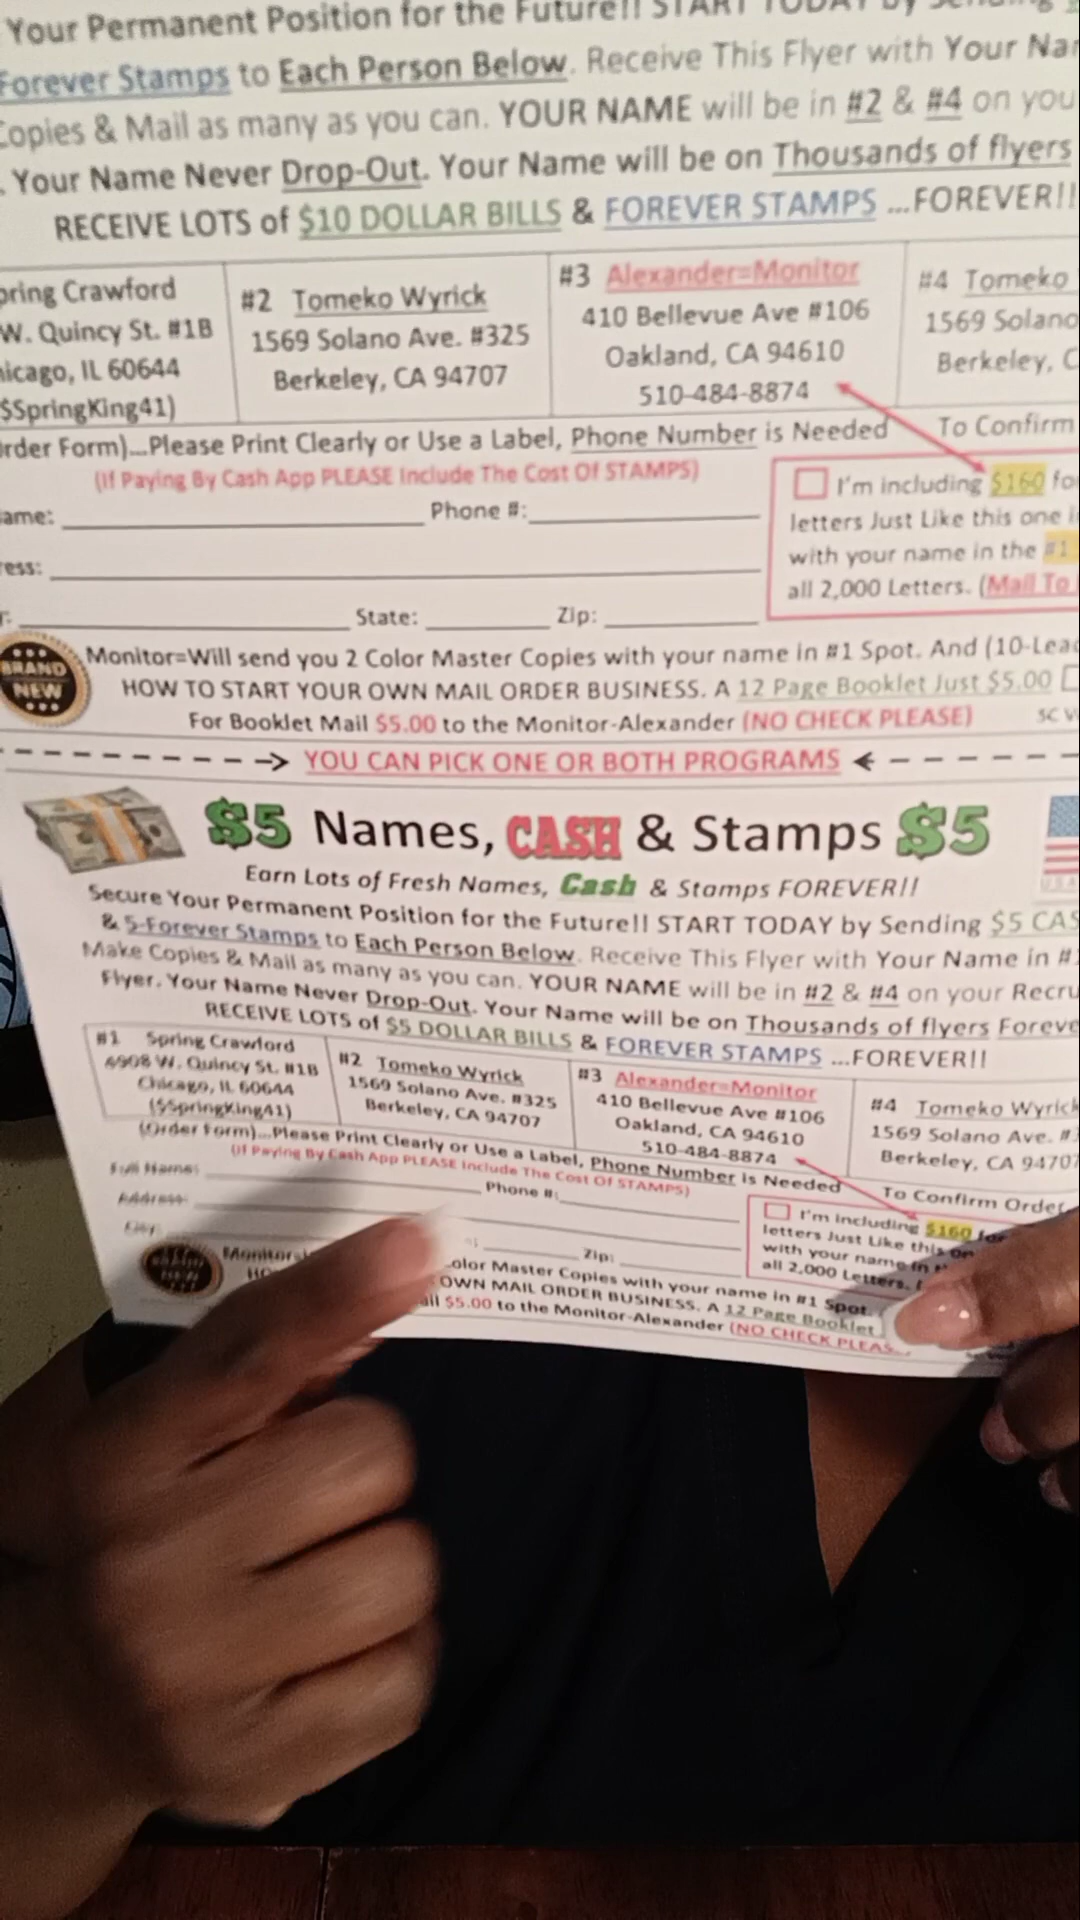 Your Permanent Position for the Future!! START TODAY by Sending
Forever Stamps to Each Person Below. Receive This Flyer with Your
Copies & Mail as many as you can. YOUR NAME will be in #2 & #4 on
. Your Name Never Drop-Out. Your Name will be on Thousands of flyers
RECEIVE LOTS of $10 DOLLAR BILLS & FOREVER STAMPS ...FOREVER!!
Crawford
W. Quincy St. #1B
IL 60644
$SpringKing41)
#2 Tomeko Wyrick
1569 Solano Ave. #325
Berkeley, CA 94707
#3 Alexander=Monitor
410 Bellevue Ave #106
Oakland, CA 94610
510-484-8874
#4 Tomeko
1569 Solano
Berkeley, C
Form)...Please Print Clearly or Use a Label, Phone Number is Needed To Confirm
(If Paying By Cash App PLEASE Include The Cost Of STAMPS)
Phone #:
State: Zip:
I'm including $160 for
letters Just Like this one
with your name in the #1
all 2,000 Letters. (Mail To
BRAND
NEW
Monitor=Will send you 2 Color Master Copies with your name in #1 Spot. And (10-Lead
HOW TO START YOUR OWN MAIL ORDER BUSINESS. A 12 Page Booklet Just $5.00
For Booklet Mail $5.00 to the Monitor-Alexander (NO CHECK PLEASE)
YOU CAN PICK ONE OR BOTH PROGRAMS
$5 Names, CASH & Stamps $5
Earn Lots of Fresh Names, Cash & Stamps FOREVER!!
USA
Secure Your Permanent Position for the Future!! START TODAY by Sending $5 CAS
& 5-Forever Stamps to Each Person Below. Receive This Flyer with Your Name in
Make Copies & Mail as many as you can. YOUR NAME will be in #2 & #4 on your Recru
Flyer. Your Name Never Drop-Out. Your Name will be on Thousands of flyers Foreve
RECEIVE LOTS of $5 DOLLAR BILLS & FOREVER STAMPS ...FOREVER!!
#1 Spring Crawford
4908 W. Quincy St. #1B
Chicago, IL 60644
($SpringKing41)
#2 Tomeko Wyrick
1569 Solano Ave. #325
Berkeley, CA 94707
#3 Alexander=Monitor
410 Bellevue Ave #106
Oakland, CA 94610
510-484-8874
#4 Tomeko Wyrick
1569 Solano Ave.
Berkeley, CA 94707
(Order Form)...Please Print Clearly or Use a Label, Phone Number is Needed To Confirm Order
(If Paying By Cash App PLEASE Include The Cost Of STAMPS)
Full Name: Phone #:
Address:
City: Zip:
I'm including $160 for
letters Just Like this
with your name
all 2,000 Letters.
Monitor
Color Master Copies with your name in #1 Spot.
OWN MAIL ORDER BUSINESS. A 12 Page Booklet
$5.00 to the Monitor-Alexander (NO CHECK PLEAS